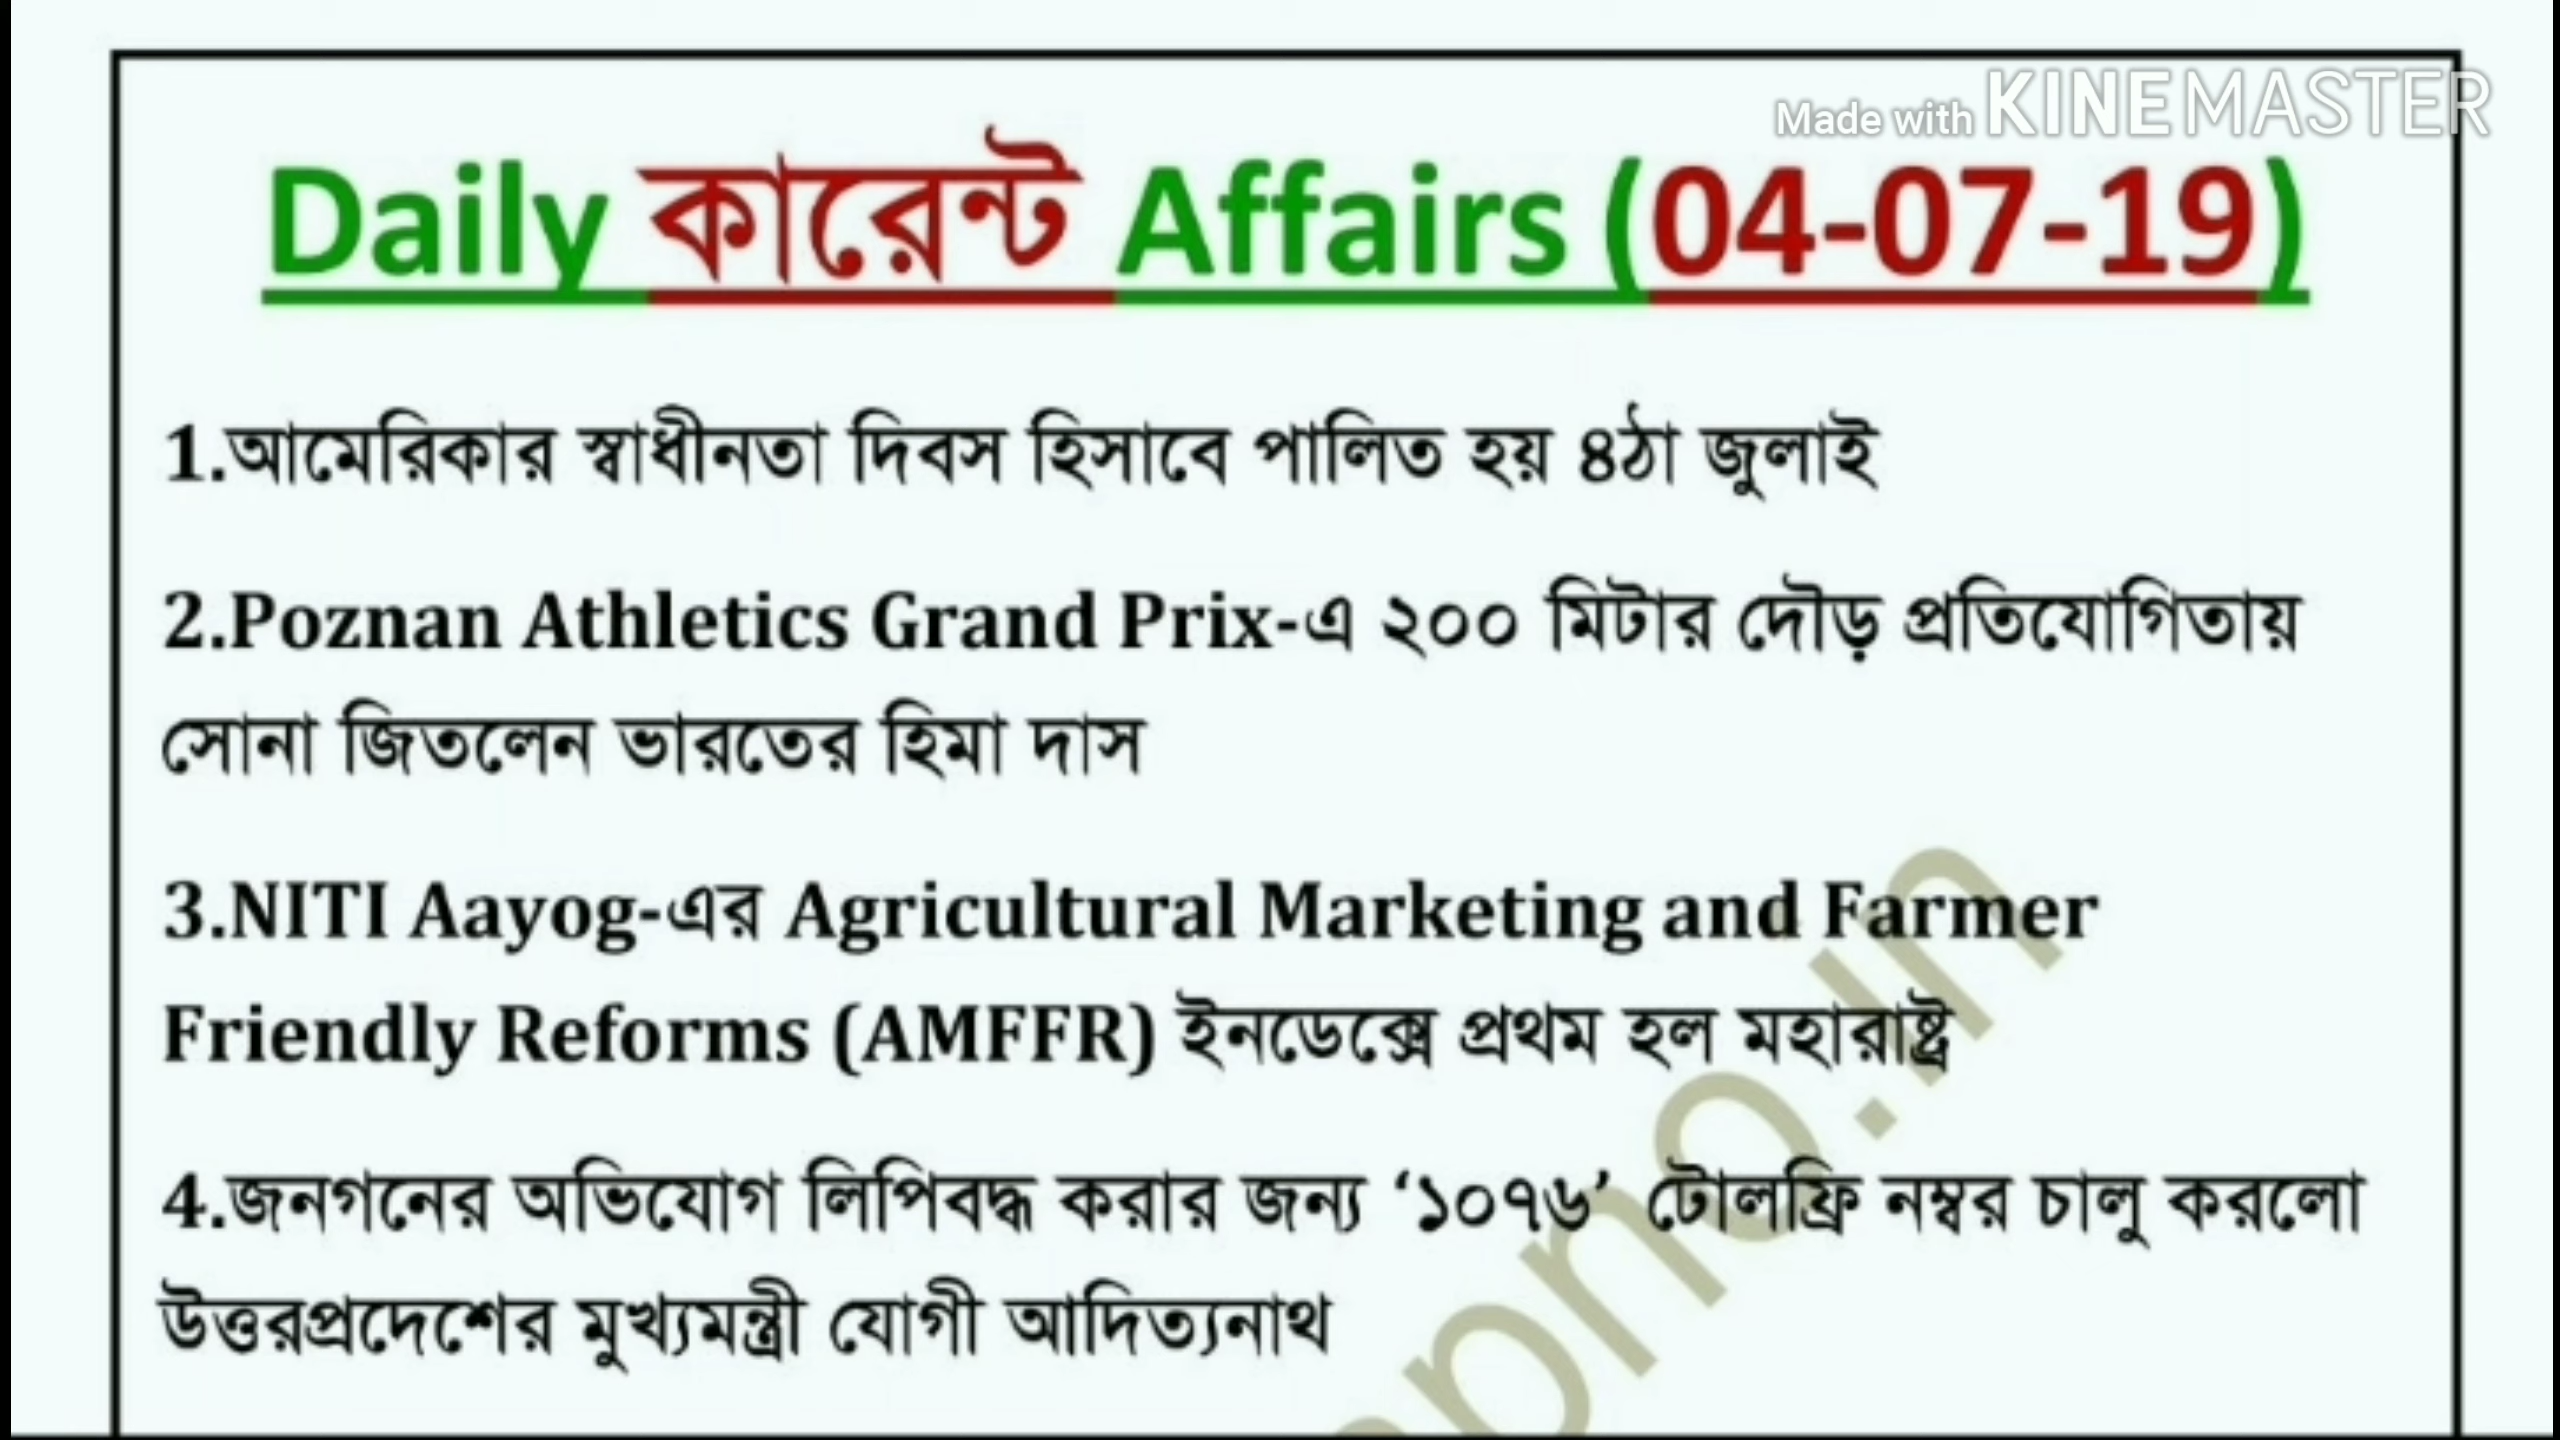 Made with KINEMASTER
Daily কারেন্ট Affairs (04-07-19)
1.আমেরিকার স্বাধীনতা দিবস হিসাবে পালিত হয় ৪ঠা জুলাই
2.Poznan Athletics Grand Prix-এ ২০০ মিটার দৌড় প্রতিযোগিতায়
সোনা জিতলেন ভারতের হিমা দাস
3.NITI Aayog-এর Agricultural Marketing and Farmer
Friendly Reforms (AMFFR) ইনডেক্সে প্রথম হল মহারাষ্ট্র
4.জনগনের অভিযোগ লিপিবদ্ধ করার জন্য ‘১০৭৬’ টোলফ্রি নম্বর চালু করলো
উত্তরপ্রদেশের মুখ্যমন্ত্রী যোগী আদিত্যনাথ